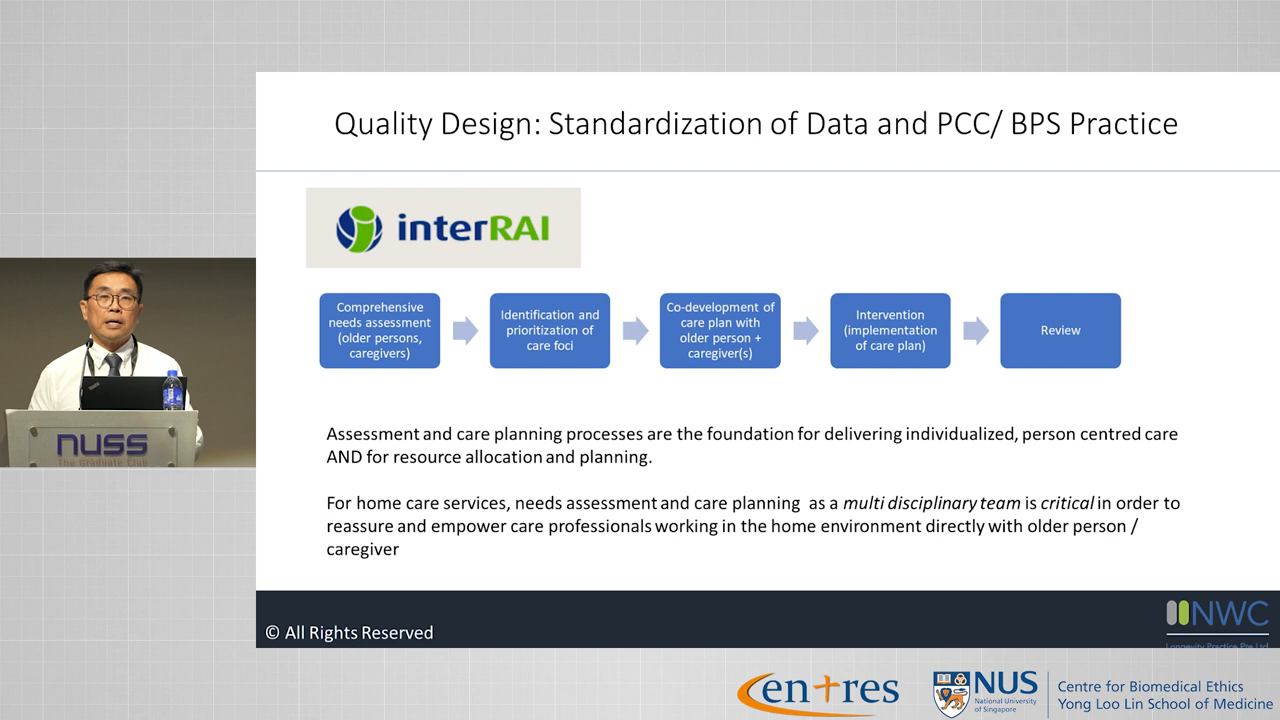 Quality Design: Standardization of Data and PCC/ BPS Practice
interRAI
Comprehensive
needs assessment
(older persons,
caregivers)
Identification and
prioritization of
care foci
Co-development of
care plan with
older person +
caregiver(s)
Intervention
(implementation
of care plan)
Review
Assessment and care planning processes are the foundation for delivering individualized, person centred care
AND for resource allocation and planning.
For home care services, needs assessment and care planning as a multi disciplinary team is critical in order to
reassure and empower care professionals working in the home environment directly with older person /
caregiver
nuss
The Graduate Club
© All Rights Reserved
NWC
Longevity Practice Pte Ltd
centres
NUS
National University
of Singapore
Centre for Biomedical Ethics
Yong Loo Lin School of Medicine